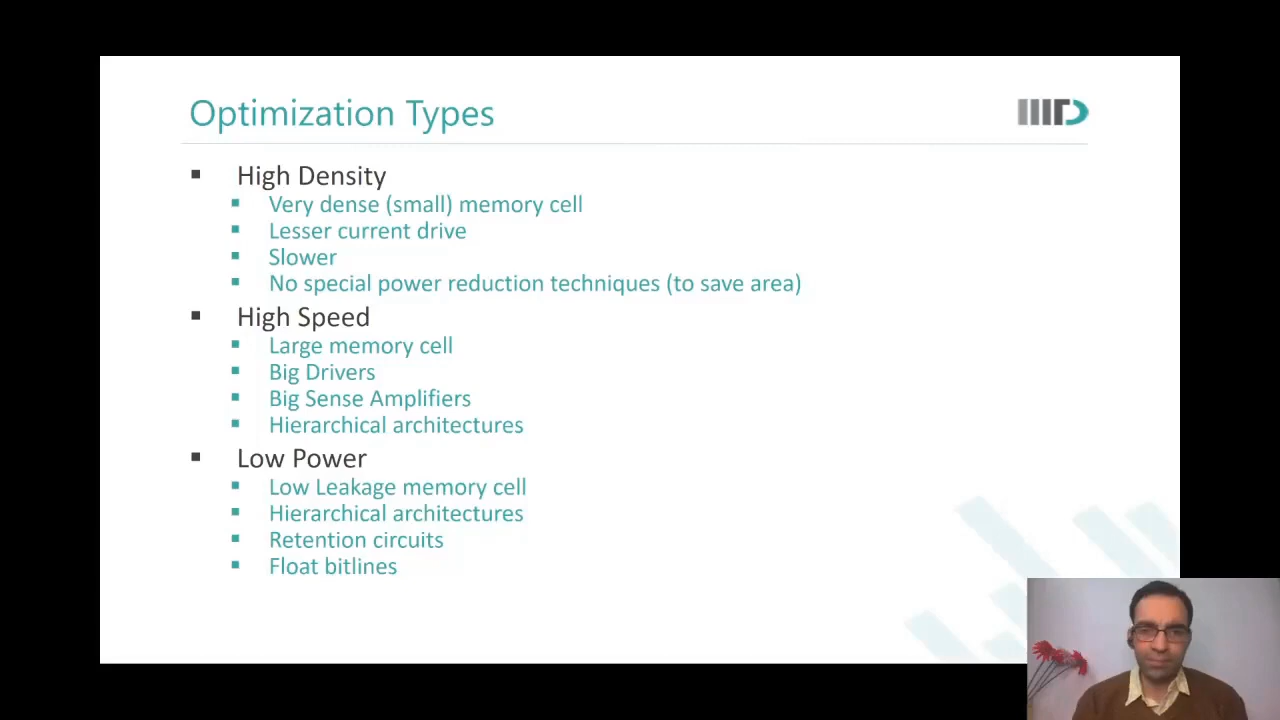 Optimization Types
IIITD
▪ High Density
▪ Very dense (small) memory cell
▪ Lesser current drive
▪ Slower
▪ No special power reduction techniques (to save area)
▪ High Speed
▪ Large memory cell
▪ Big Drivers
▪ Big Sense Amplifiers
▪ Hierarchical architectures
▪ Low Power
▪ Low Leakage memory cell
▪ Hierarchical architectures
▪ Retention circuits
▪ Float bitlines